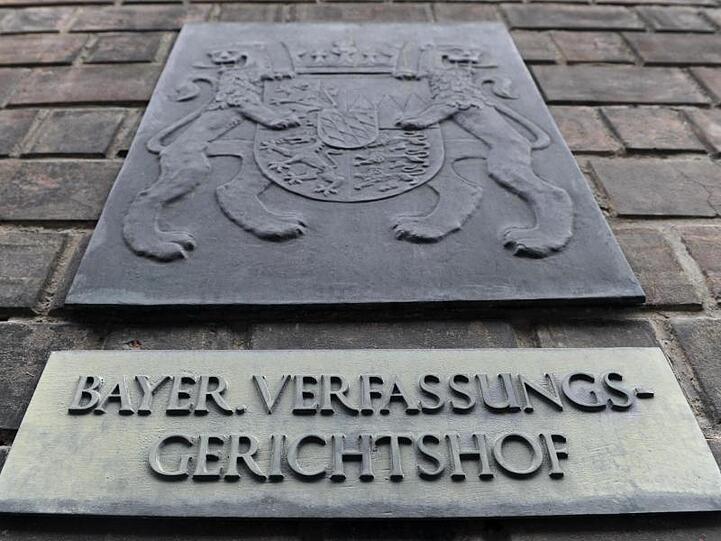 BAYER. VERFASSUNGS-
GERICHTSHOF